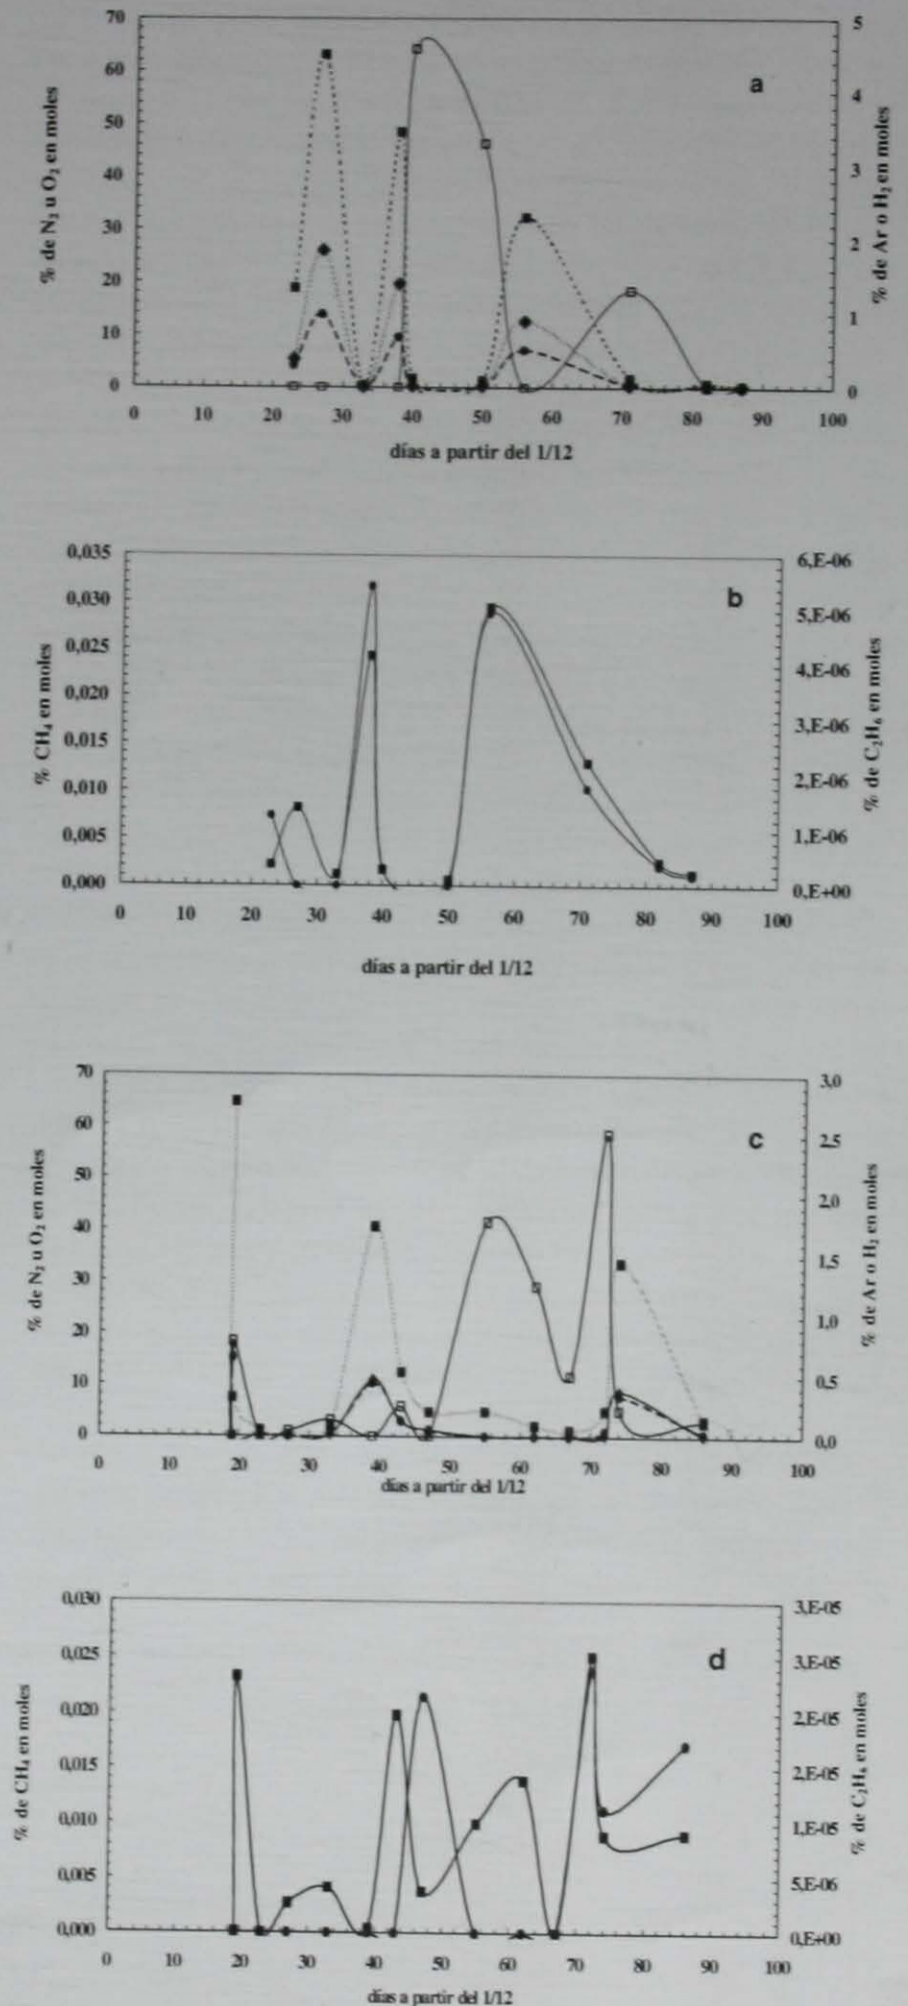 70
60
50
40
30
20
10
0
% de N₂ u O₂ en moles
a
5
4
3
2
1
0
% de Ar o H₂ en moles
0 10 20 30 40 50 60 70 80 90 100
días a partir del 1/12
0,035
0,030
0,025
0,020
0,015
0,010
0,005
0,000
% CH₄ en moles
b
6,E-06
5,E-06
4,E-06
3,E-06
2,E-06
1,E-06
0,E+00
% de C₂H₆ en moles
0 10 20 30 40 50 60 70 80 90 100
días a partir del 1/12
70
60
50
40
30
20
10
0
% de N₂ u O₂ en moles
c
3,0
2,5
2,0
1,5
1,0
0,5
0,0
% de Ar o H₂ en moles
0 10 20 30 40 50 60 70 80 90 100
días a partir del 1/12
0,030
0,025
0,020
0,015
0,010
0,005
0,000
% de CH₄ en moles
d
3,E-05
3,E-05
2,E-05
2,E-05
1,E-05
5,E-06
0,E+00
% de C₂H₆ en moles
0 10 20 30 40 50 60 70 80 90 100
días a partir del 1/12